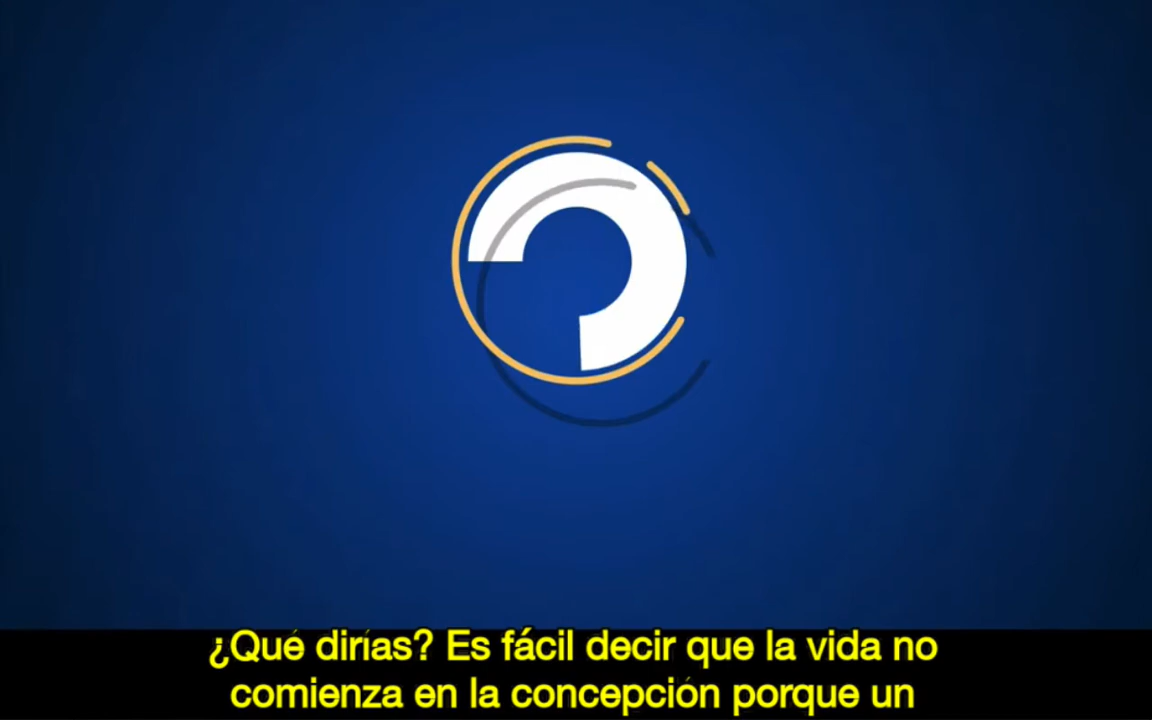 ¿Qué dirías? Es fácil decir que la vida no
comienza en la concepción porque un